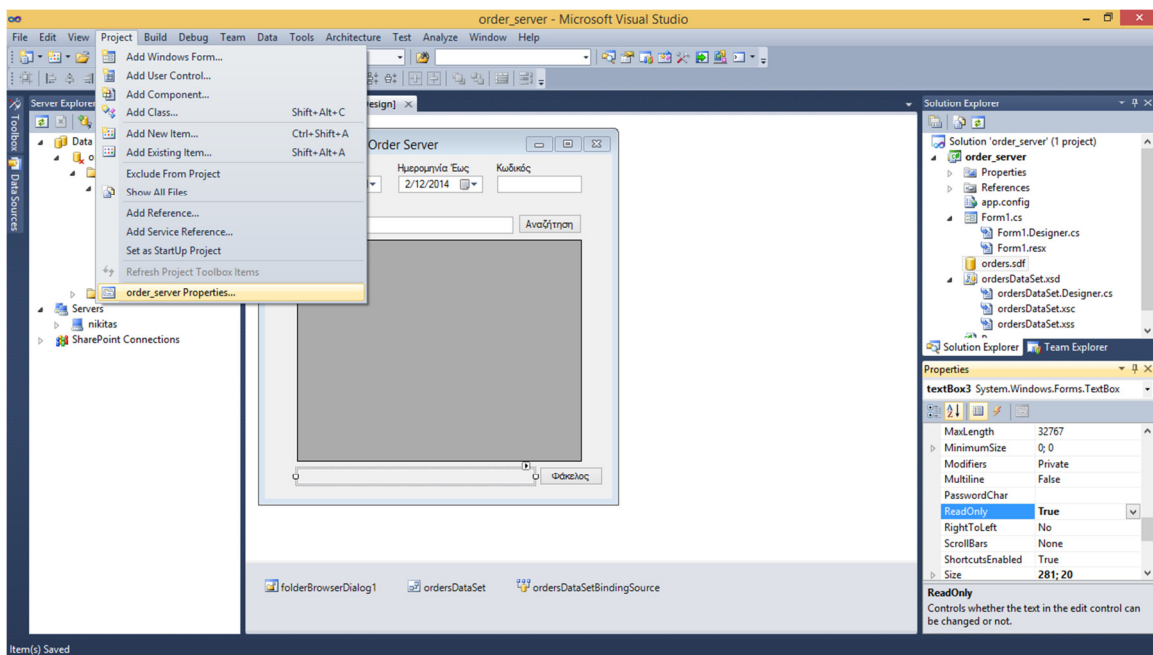 order_server - Microsoft Visual Studio
File Edit View Project Build Debug Team Data Tools Architecture Test Analyze Window Help
Add Windows Form...
Add User Control...
Add Component...
Add Class... Shift+Alt+C
Add New Item... Ctrl+Shift+A
Add Existing Item... Shift+Alt+A
Exclude From Project
Show All Files
Add Reference...
Add Service Reference...
Set as StartUp Project
Refresh Project Toolbox Items
order_server Properties...
Toolbox
Data Sources
Server Explorer
Data
Servers
nikitas
SharePoint Connections
Order Server
Ημερομηνία Έως Κωδικός
2/12/2014
Αναζήτηση
Φάκελος
folderBrowserDialog1 ordersDataSet ordersDataSetBindingSource
Solution Explorer
Solution 'order_server' (1 project)
order_server
Properties
References
app.config
Form1.cs
Form1.Designer.cs
Form1.resx
orders.sdf
ordersDataSet.xsd
ordersDataSet.Designer.cs
ordersDataSet.xsc
ordersDataSet.xss
Solution Explorer Team Explorer
Properties
textBox3 System.Windows.Forms.TextBox
MaxLength 32767
MinimumSize 0; 0
Modifiers Private
Multiline False
PasswordChar
ReadOnly True
RightToLeft No
ScrollBars None
ShortcutsEnabled True
Size 281; 20
ReadOnly
Controls whether the text in the edit control can
be changed or not.
Item(s) Saved